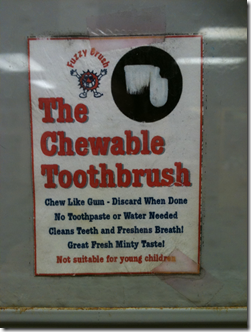 Fuzzy Brush
The
Chewable
Toothbrush
Chew Like Gum - Discard When Done
No Toothpaste or Water Needed
Cleans Teeth and Freshens Breath!
Great Fresh Minty Taste!
Not suitable for young children